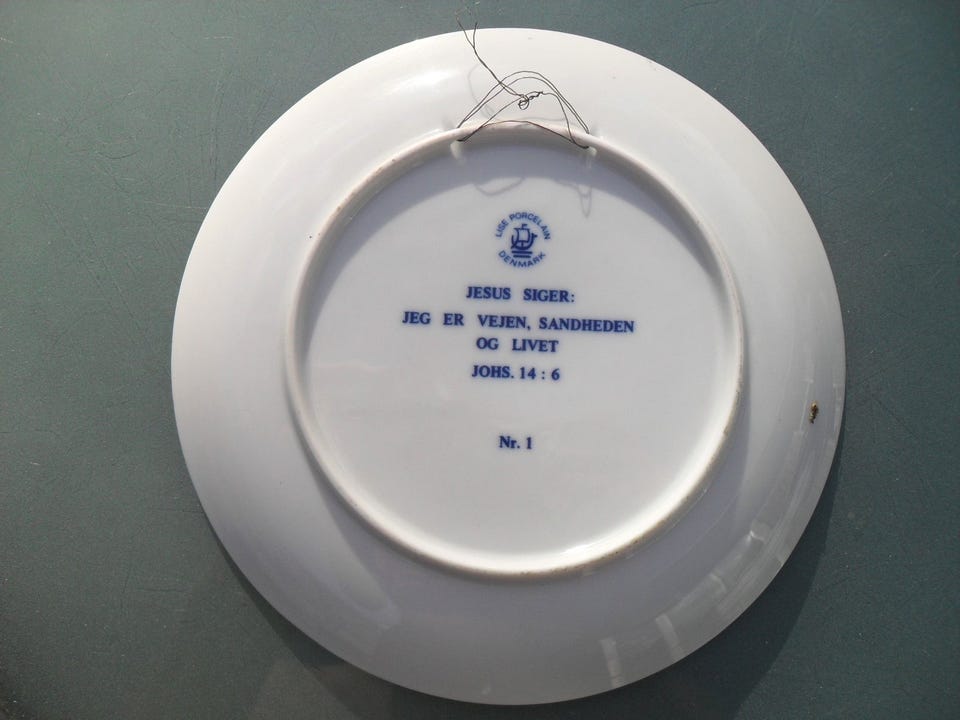 LISE PORCELAIN
DENMARK
JESUS SIGER:
JEG ER VEJEN, SANDHEDEN
OG LIVET
JOHS. 14 : 6
Nr. 1